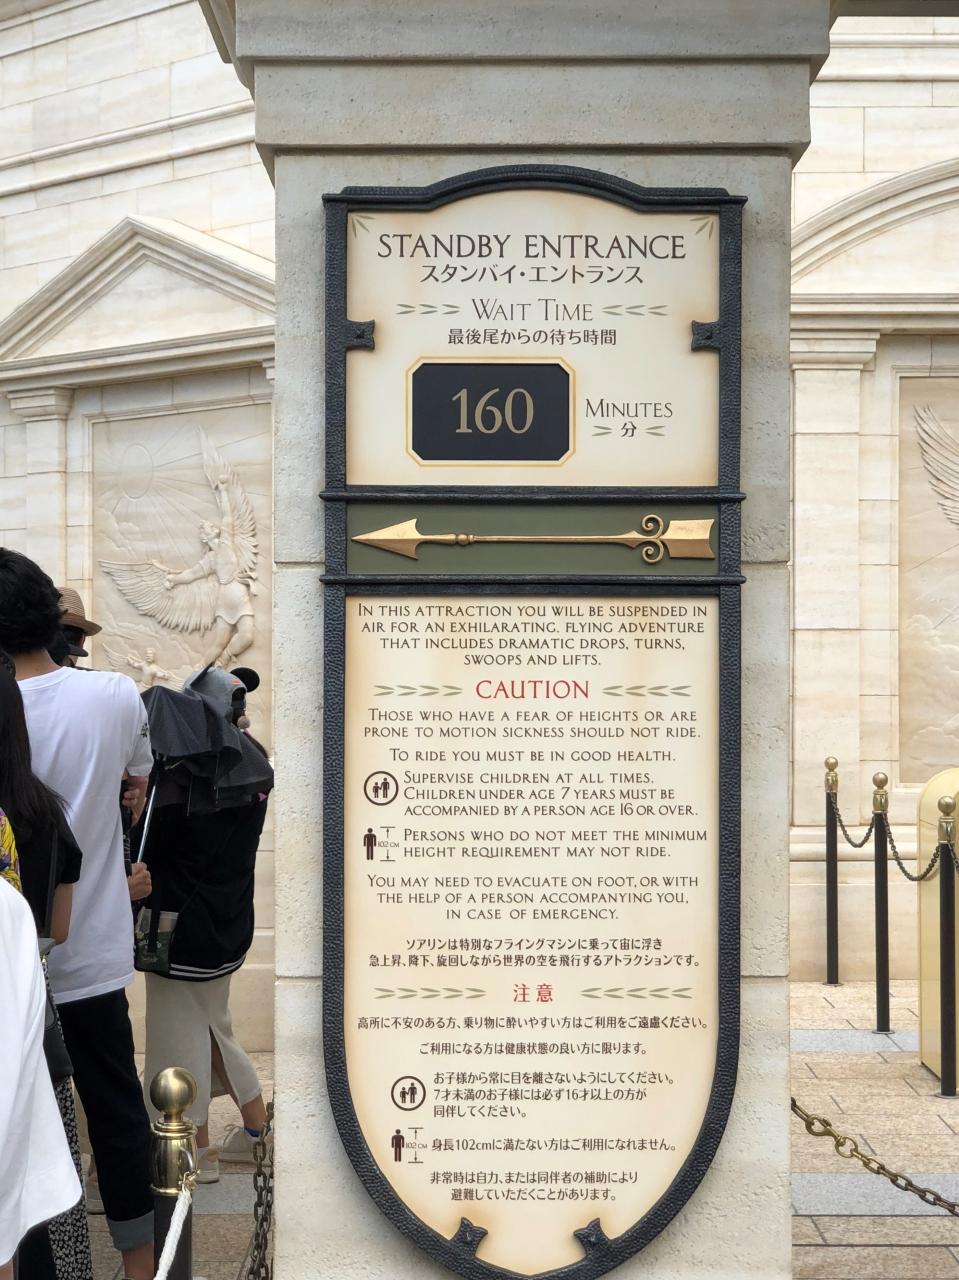 STANDBY ENTRANCE
スタンバイ・エントランス
WAIT TIME
最後尾からの待ち時間
160
MINUTES
分
IN THIS ATTRACTION YOU WILL BE SUSPENDED IN
AIR FOR AN EXHILARATING, FLYING ADVENTURE
THAT INCLUDES DRAMATIC DROPS, TURNS,
SWOOPS AND LIFTS.
CAUTION
THOSE WHO HAVE A FEAR OF HEIGHTS OR ARE
PRONE TO MOTION SICKNESS SHOULD NOT RIDE.
TO RIDE YOU MUST BE IN GOOD HEALTH.
SUPERVISE CHILDREN AT ALL TIMES.
CHILDREN UNDER AGE 7 YEARS MUST BE
ACCOMPANIED BY A PERSON AGE 16 OR OVER.
102 CM
PERSONS WHO DO NOT MEET THE MINIMUM
HEIGHT REQUIREMENT MAY NOT RIDE.
YOU MAY NEED TO EVACUATE ON FOOT, OR WITH
THE HELP OF A PERSON ACCOMPANYING YOU,
IN CASE OF EMERGENCY.
ソアリンは特別なフライングマシンに乗って宙に浮き
急上昇、降下、旋回しながら世界の空を飛行するアトラクションです。
注意
高所に不安のある方、乗り物に酔いやすい方はご利用をご遠慮ください。
ご利用になる方は健康状態の良い方に限ります。
お子様から常に目を離さないようにしてください。
7才未満のお子様には必ず16才以上の方が
同伴してください。
102 CM
身長102cmに満たない方はご利用になれません。
非常時は自力、または同伴者の補助により
避難していただくことがあります。